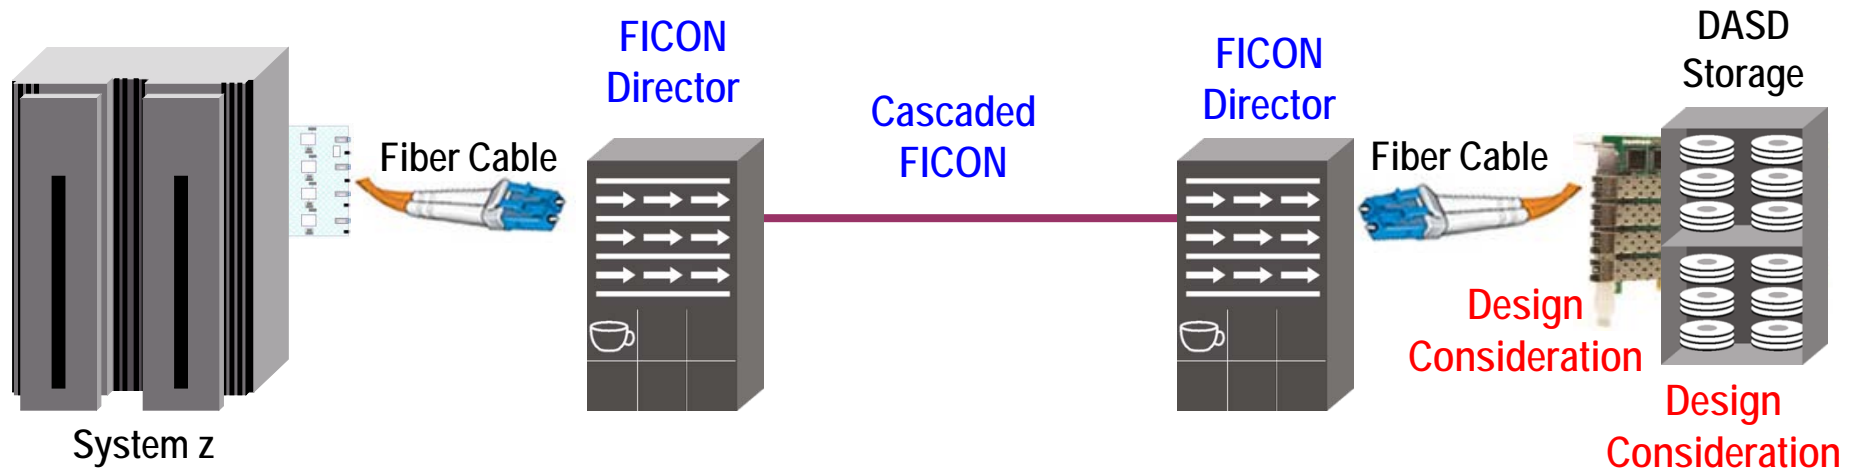 FICON
Director
FICON
Director
DASD
Storage
Cascaded
FICON
Fiber Cable
Fiber Cable
Design
Consideration
Design
Consideration
System z